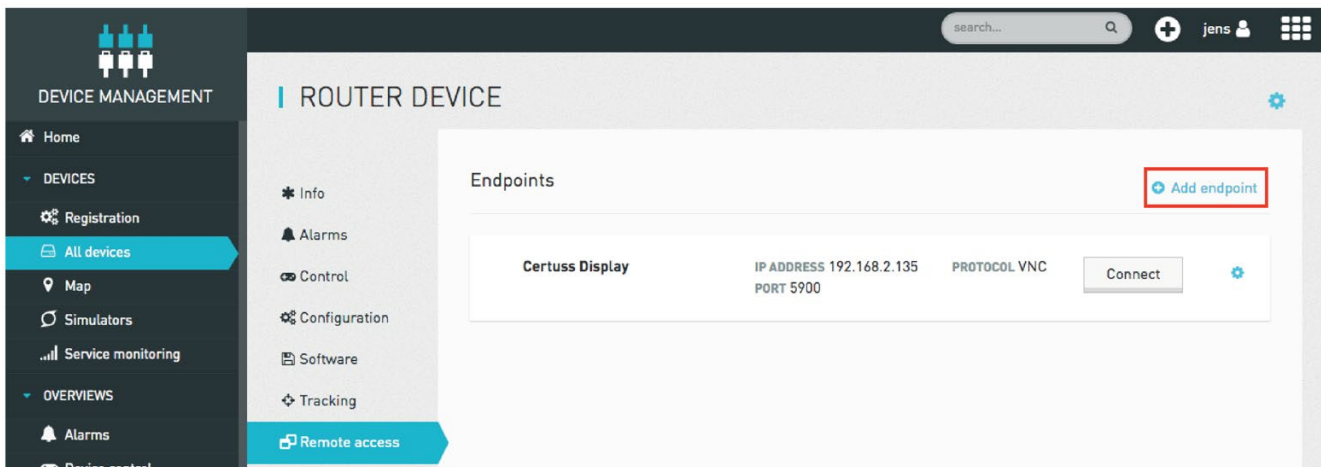 search...
jens
DEVICE MANAGEMENT
ROUTER DEVICE
Home
DEVICES
Registration
All devices
Map
Simulators
Service monitoring
OVERVIEWS
Alarms
Device control
Info
Alarms
Control
Configuration
Software
Tracking
Remote access
Endpoints
Add endpoint
Certuss Display
IP ADDRESS 192.168.2.135
PORT 5900
PROTOCOL VNC
Connect